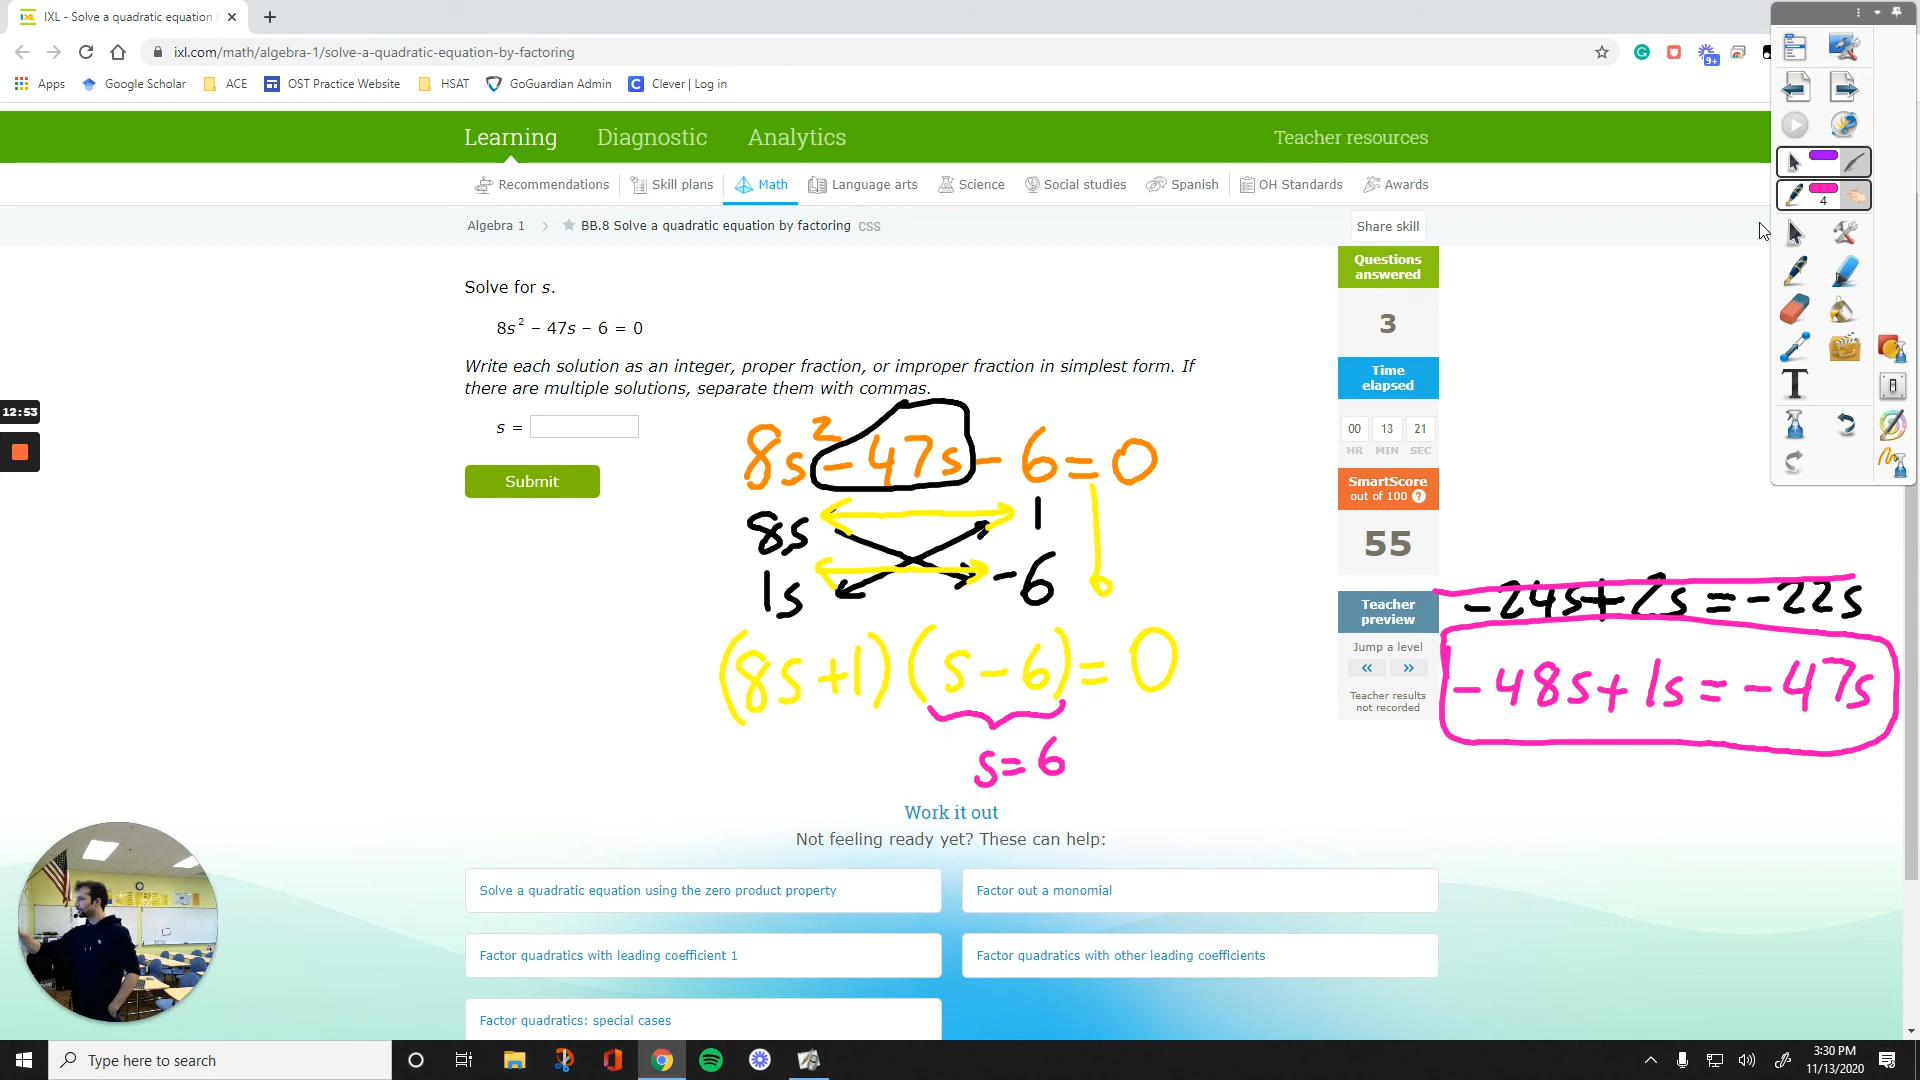 IXL - Solve a quadratic equation
ixl.com/math/algebra-1/solve-a-quadratic-equation-by-factoring
9+
Apps Google Scholar ACE OST Practice Website HSAT GoGuardian Admin Clever | Log in
Learning Diagnostic Analytics Teacher resources
Recommendations Skill plans Math Language arts Science Social studies Spanish OH Standards Awards
Algebra 1 > BB.8 Solve a quadratic equation by factoring CSS
Share skill
Solve for s.
8s² − 47s − 6 = 0
Write each solution as an integer, proper fraction, or improper fraction in simplest form. If
there are multiple solutions, separate them with commas.
s =
Submit
8s² - 47s - 6 = 0
8s 1
1s -6
(8s+1)(s-6)=0
s=6
Questions
answered
3
Time
elapsed
00 13 21
HR MIN SEC
SmartScore
out of 100 ?
55
Teacher
preview
Jump a level
<< >>
Teacher results
not recorded
-24s+2s=-22s
-48s+1s=-47s
4
T
12:53
Work it out
Not feeling ready yet? These can help:
Solve a quadratic equation using the zero product property
Factor out a monomial
Factor quadratics with leading coefficient 1
Factor quadratics with other leading coefficients
Factor quadratics: special cases
Type here to search
3:30 PM
11/13/2020